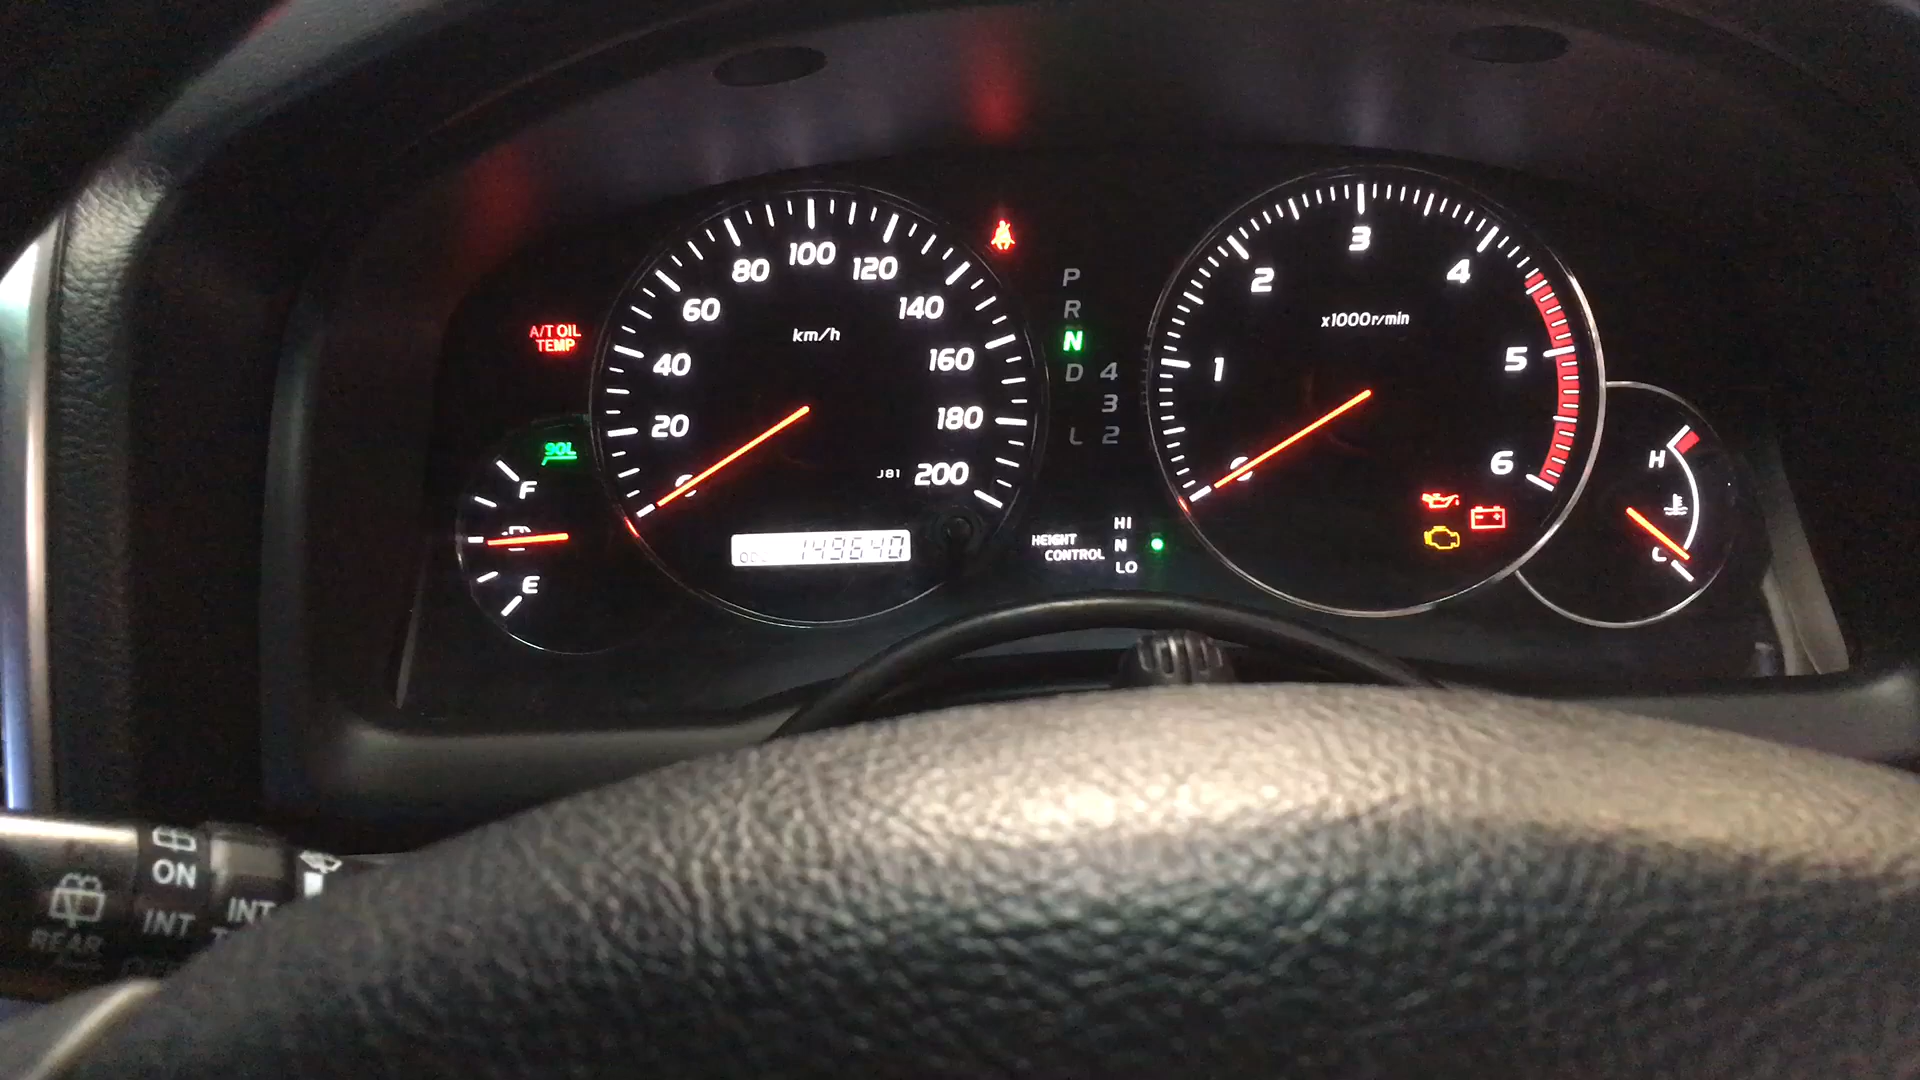 A/T OIL
TEMP
90L
F
E
20
40
60
80
100
120
140
160
180
200
km/h
J81
ODO 149640
P
R
N
D 4
3
L 2
HEIGHT
CONTROL
HI
N
LO
1
2
3
4
5
6
x1000r/min
H
C
ON
INT
INT
REAR